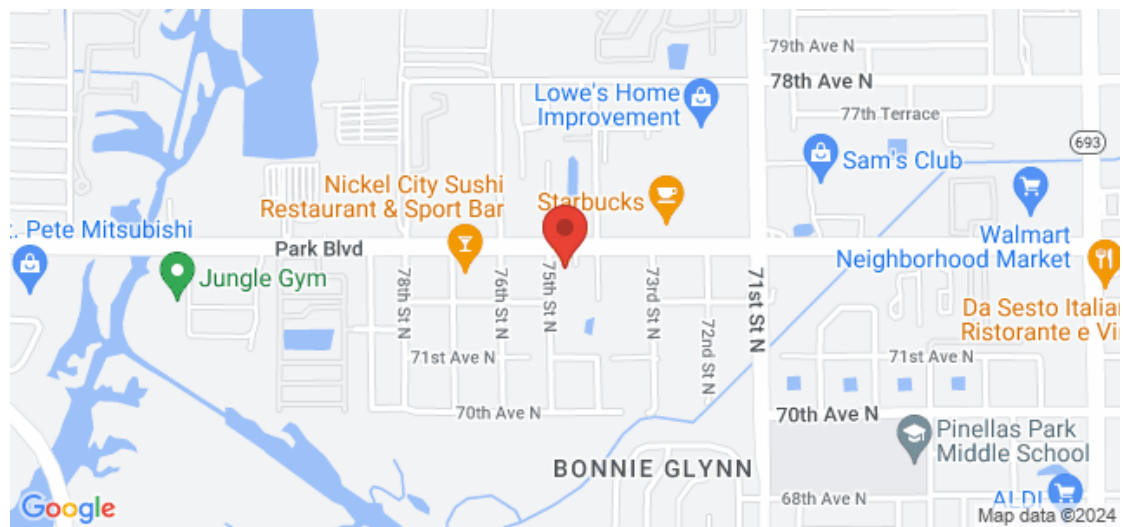 79th Ave N
78th Ave N
Lowe's Home
Improvement
77th Terrace
693
Sam's Club
Nickel City Sushi
Restaurant & Sport Bar
Starbucks
Pete Mitsubishi
Park Blvd
Walmart
Neighborhood Market
Jungle Gym
78th St N
76th St N
75th St N
73rd St N
72nd St N
71st St N
Da Sesto Italia
Ristorante e Vi
71st Ave N
71st Ave N
70th Ave N
70th Ave N
Pinellas Park
Middle School
BONNIE GLYNN
68th Ave N
ALDI
Google
Map data ©2024